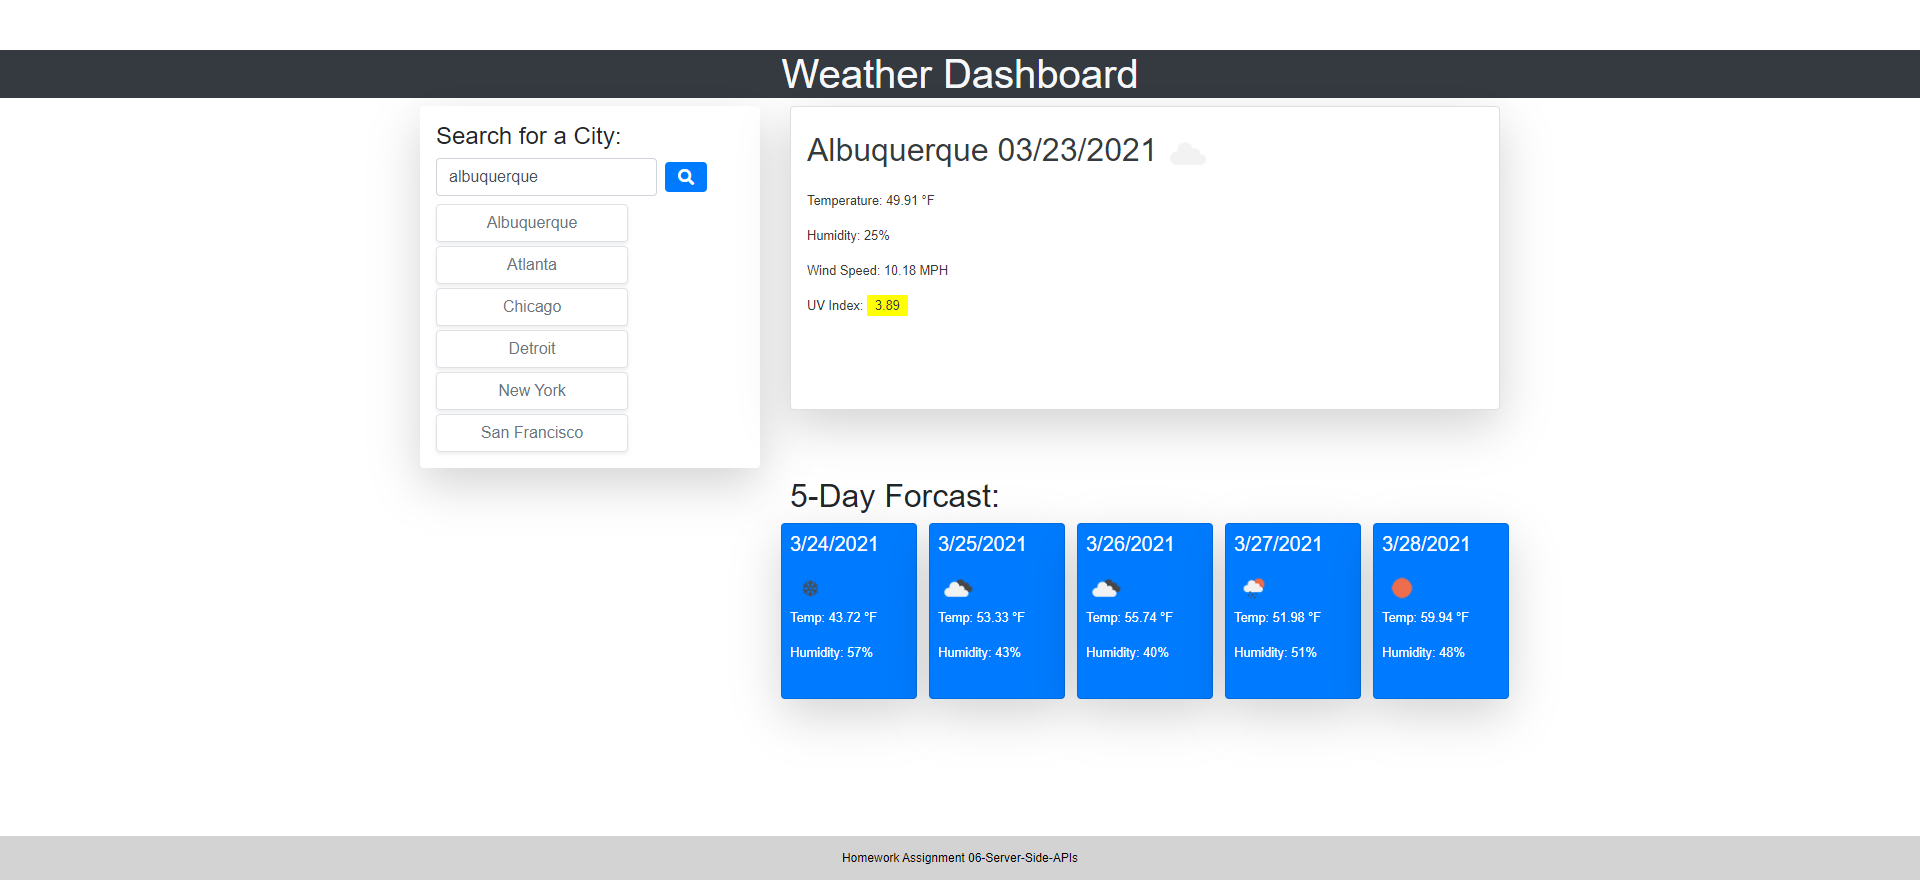 Weather Dashboard
Search for a City:
albuquerque
Albuquerque
Atlanta
Chicago
Detroit
New York
San Francisco
Albuquerque 03/23/2021
Temperature: 49.91 °F
Humidity: 25%
Wind Speed: 10.18 MPH
UV Index: 3.89
5-Day Forcast:
3/24/2021
Temp: 43.72 °F
Humidity: 57%
3/25/2021
Temp: 53.33 °F
Humidity: 43%
3/26/2021
Temp: 55.74 °F
Humidity: 40%
3/27/2021
Temp: 51.98 °F
Humidity: 51%
3/28/2021
Temp: 59.94 °F
Humidity: 48%
Homework Assignment 06-Server-Side-APIs